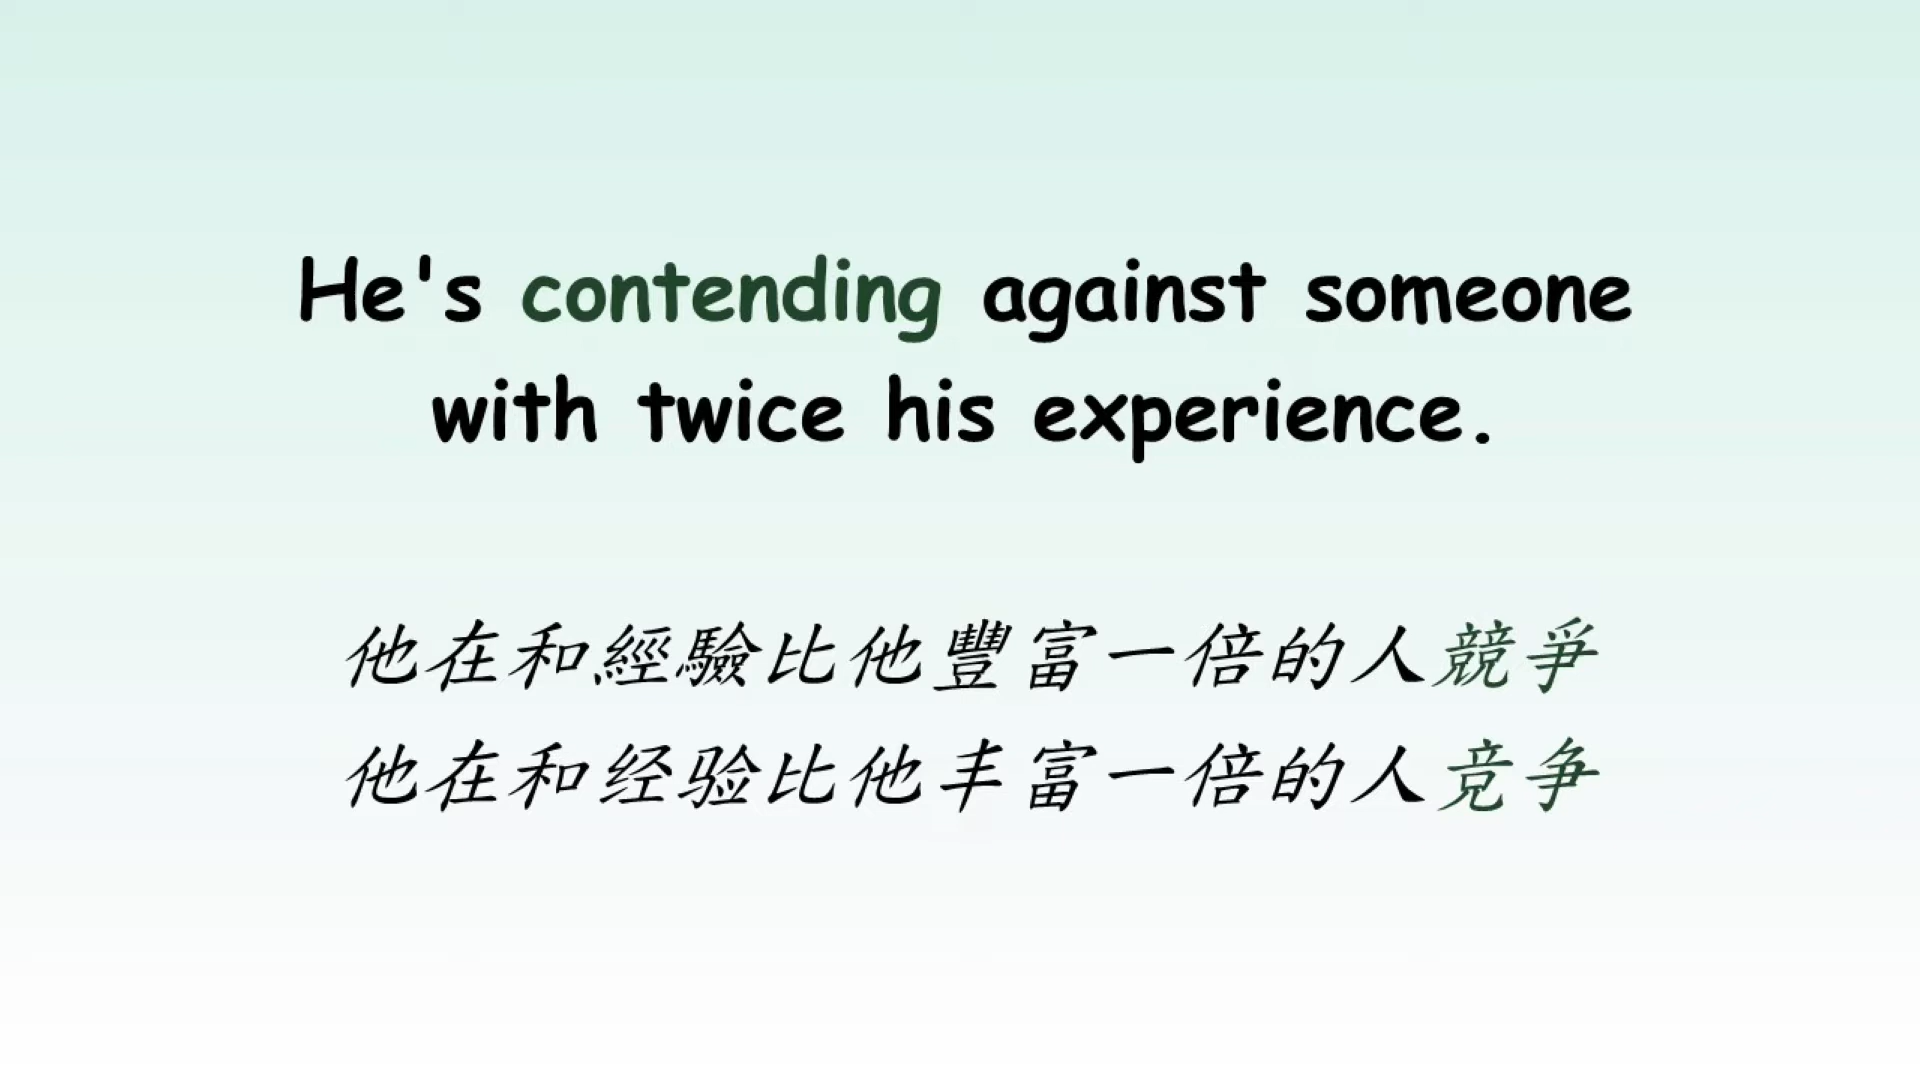 He's contending against someone
with twice his experience.
他在和經驗比他豐富一倍的人競爭
他在和经验比他丰富一倍的人竞争